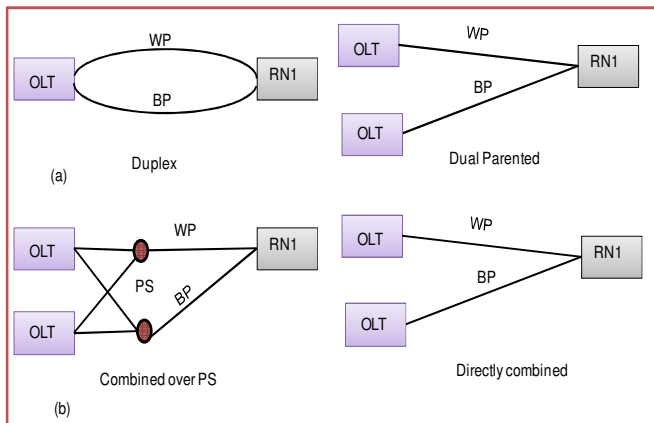 WP
OLT
RN1
BP
Duplex
(a)
WP
OLT
RN1
BP
OLT
Dual Parented
WP
OLT
RN1
PS
BP
OLT
Combined over PS
(b)
WP
OLT
RN1
BP
OLT
Directly combined